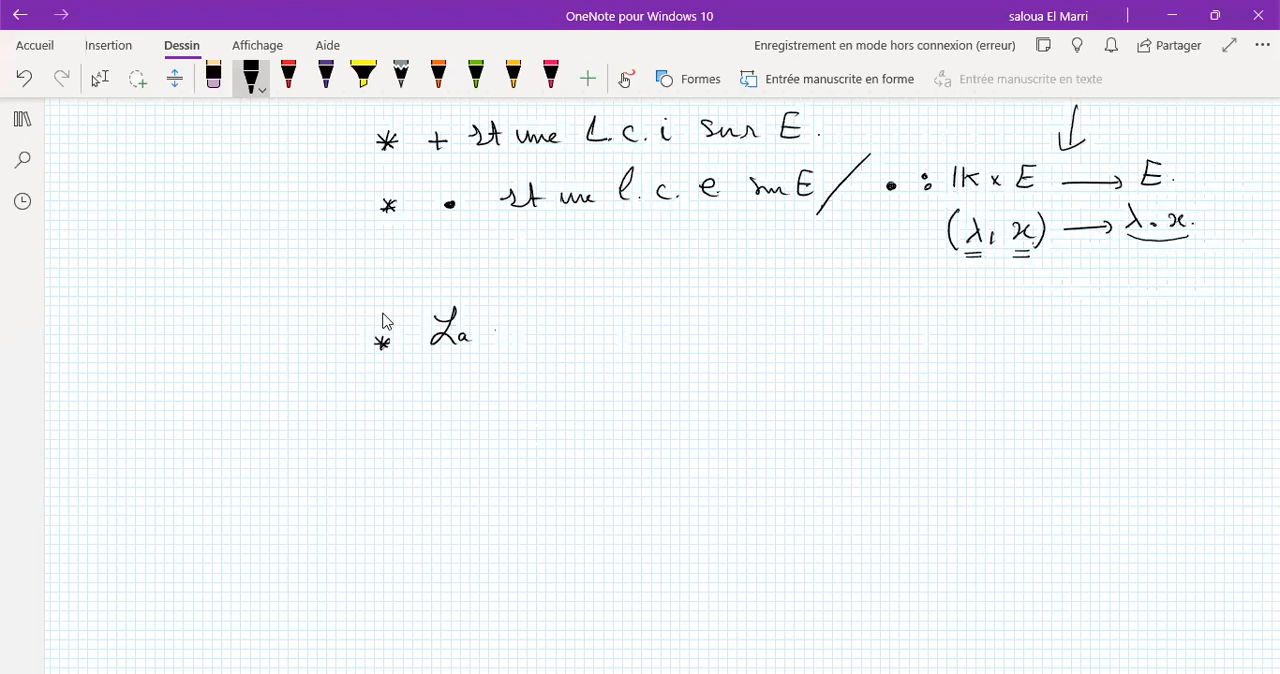 OneNote pour Windows 10
saloua El Marri
Accueil Insertion Dessin Affichage Aide
Enregistrement en mode hors connexion (erreur)
Partager
Formes
Entrée manuscrite en forme
Entrée manuscrite en texte
* + st une L.c.i sur E.
* • st une l.c.e sur E / • : IK × E → E.
(λ, x) → λ.x.
* La